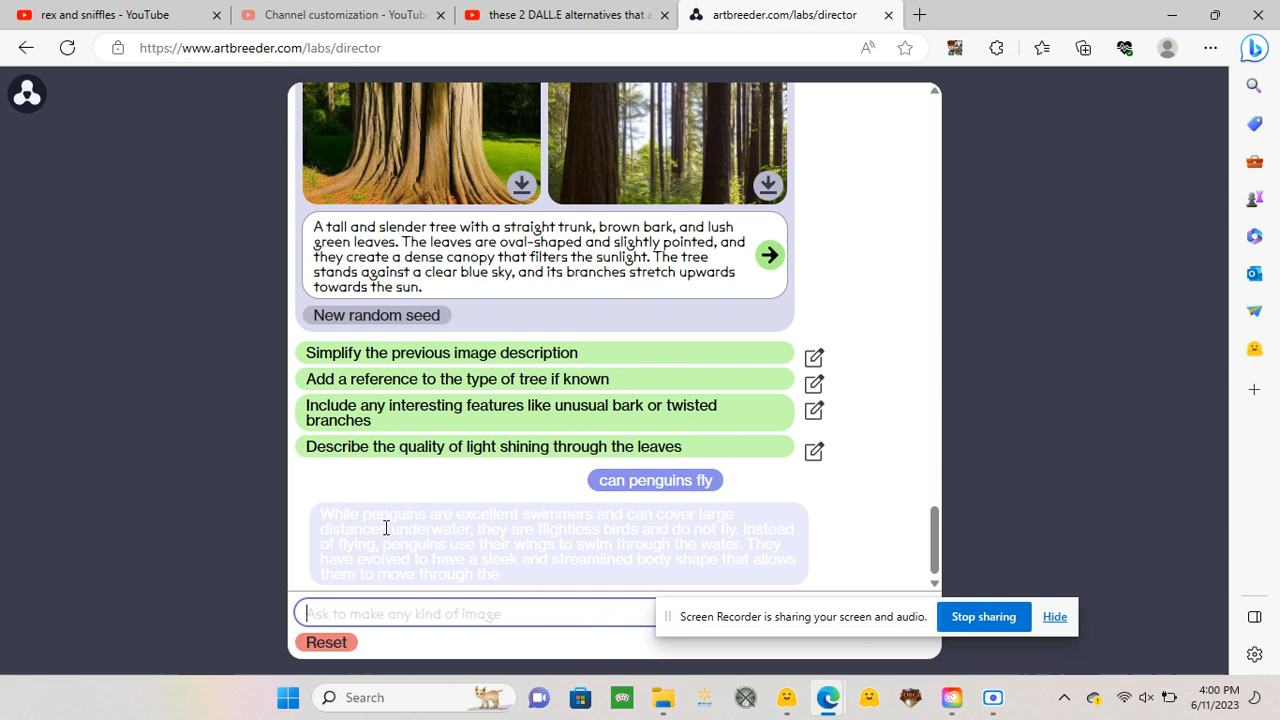 rex and sniffles - YouTube
Channel customization - YouTube
these 2 DALL.E alternatives that a
artbreeder.com/labs/director
https://www.artbreeder.com/labs/director
A tall and slender tree with a straight trunk, brown bark, and lush
green leaves. The leaves are oval-shaped and slightly pointed, and
they create a dense canopy that filters the sunlight. The tree
stands against a clear blue sky, and its branches stretch upwards
towards the sun.
New random seed
Simplify the previous image description
Add a reference to the type of tree if known
Include any interesting features like unusual bark or twisted
branches
Describe the quality of light shining through the leaves
can penguins fly
While penguins are excellent swimmers and can cover large
distances underwater, they are flightless birds and do not fly. Instead
of flying, penguins use their wings to swim through the water. They
have evolved to have a sleek and streamlined body shape that allows
them to move through the
Ask to make any kind of image
Screen Recorder is sharing your screen and audio.
Stop sharing
Hide
Reset
Search
4:00 PM
6/11/2023